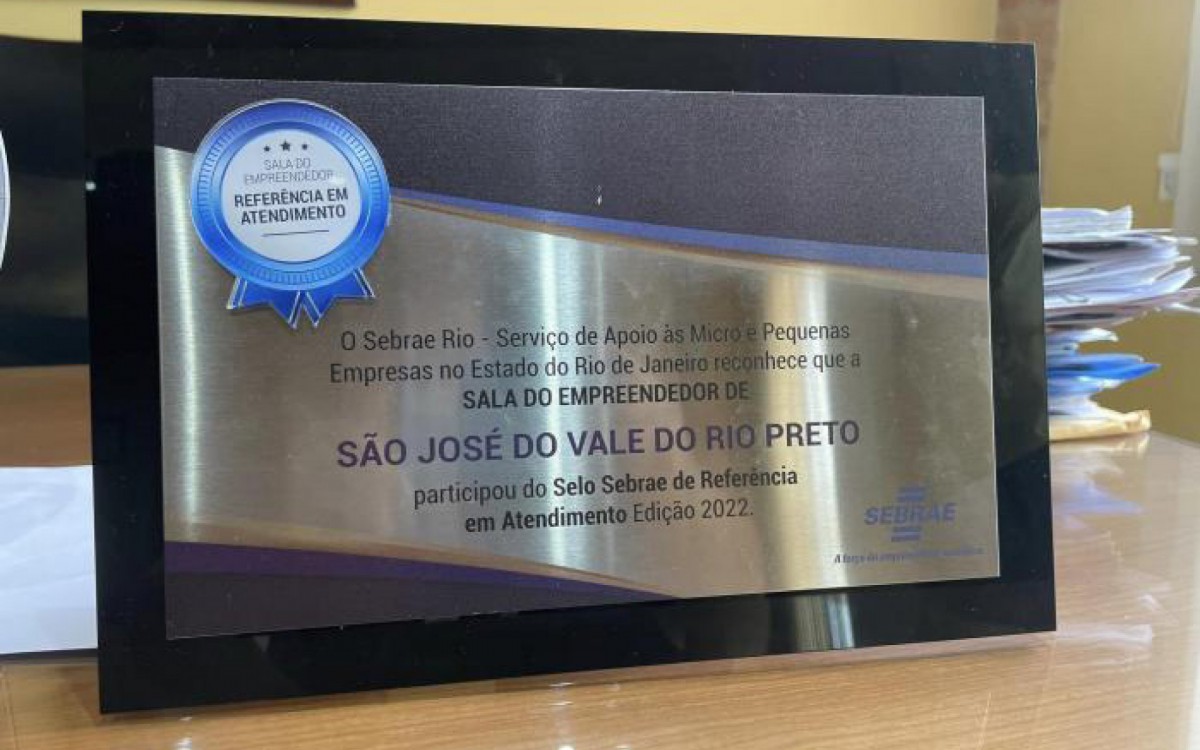 SALA DO
EMPREENDEDOR
REFERÊNCIA EM
ATENDIMENTO
O Sebrae Rio - Serviço de Apoio às Micro e Pequenas
Empresas no Estado do Rio de Janeiro reconhece que a
SALA DO EMPREENDEDOR DE
SÃO JOSÉ DO VALE DO RIO PRETO
participou do Selo Sebrae de Referência
em Atendimento Edição 2022.
SEBRAE
A força do